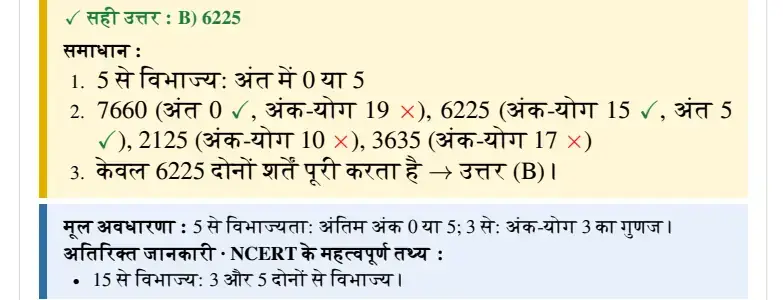 ✓ सही उत्तर : B) 6225
समाधान :
1. 5 से विभाज्य: अंत में 0 या 5
2. 7660 (अंत 0 ✓, अंक-योग 19 ×), 6225 (अंक-योग 15 ✓, अंत 5
✓), 2125 (अंक-योग 10 ×), 3635 (अंक-योग 17 ×)
3. केवल 6225 दोनों शर्तें पूरी करता है → उत्तर (B)।
मूल अवधारणा : 5 से विभाज्यता: अंतिम अंक 0 या 5; 3 से: अंक-योग 3 का गुणज।
अतिरिक्त जानकारी · NCERT के महत्वपूर्ण तथ्य :
• 15 से विभाज्य: 3 और 5 दोनों से विभाज्य।